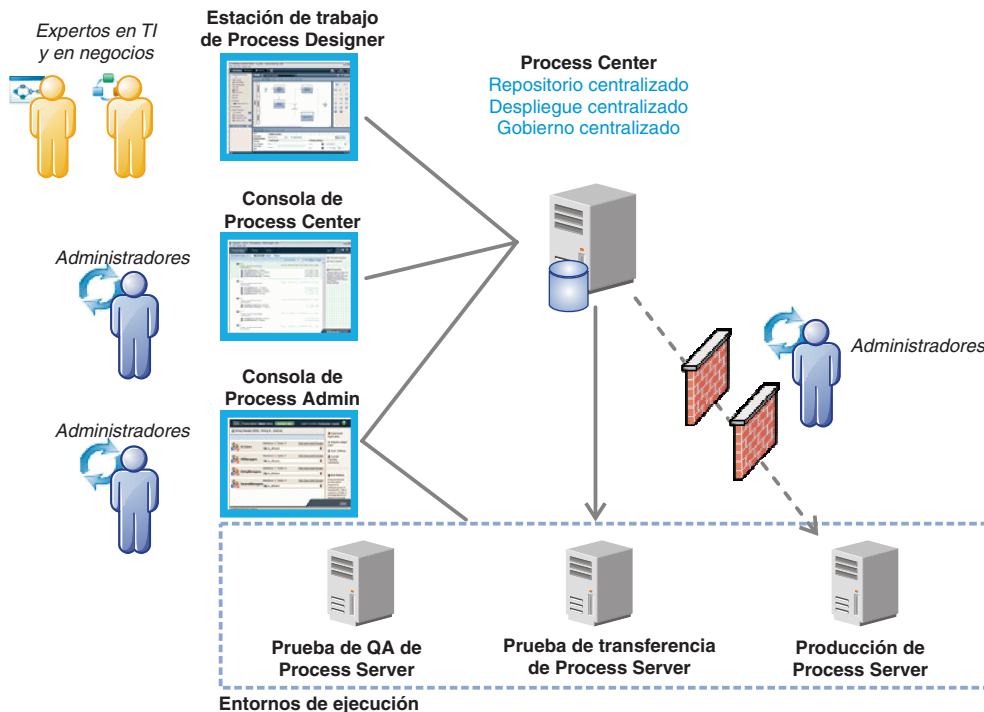 Expertos en TI
y en negocios
Estación de trabajo
de Process Designer
Process Center
Repositorio centralizado
Despliegue centralizado
Gobierno centralizado
Consola de
Process Center
Administradores
Administradores
Consola de
Process Admin
Administradores
Prueba de QA de
Process Server
Prueba de transferencia
de Process Server
Producción de
Process Server
Entornos de ejecución